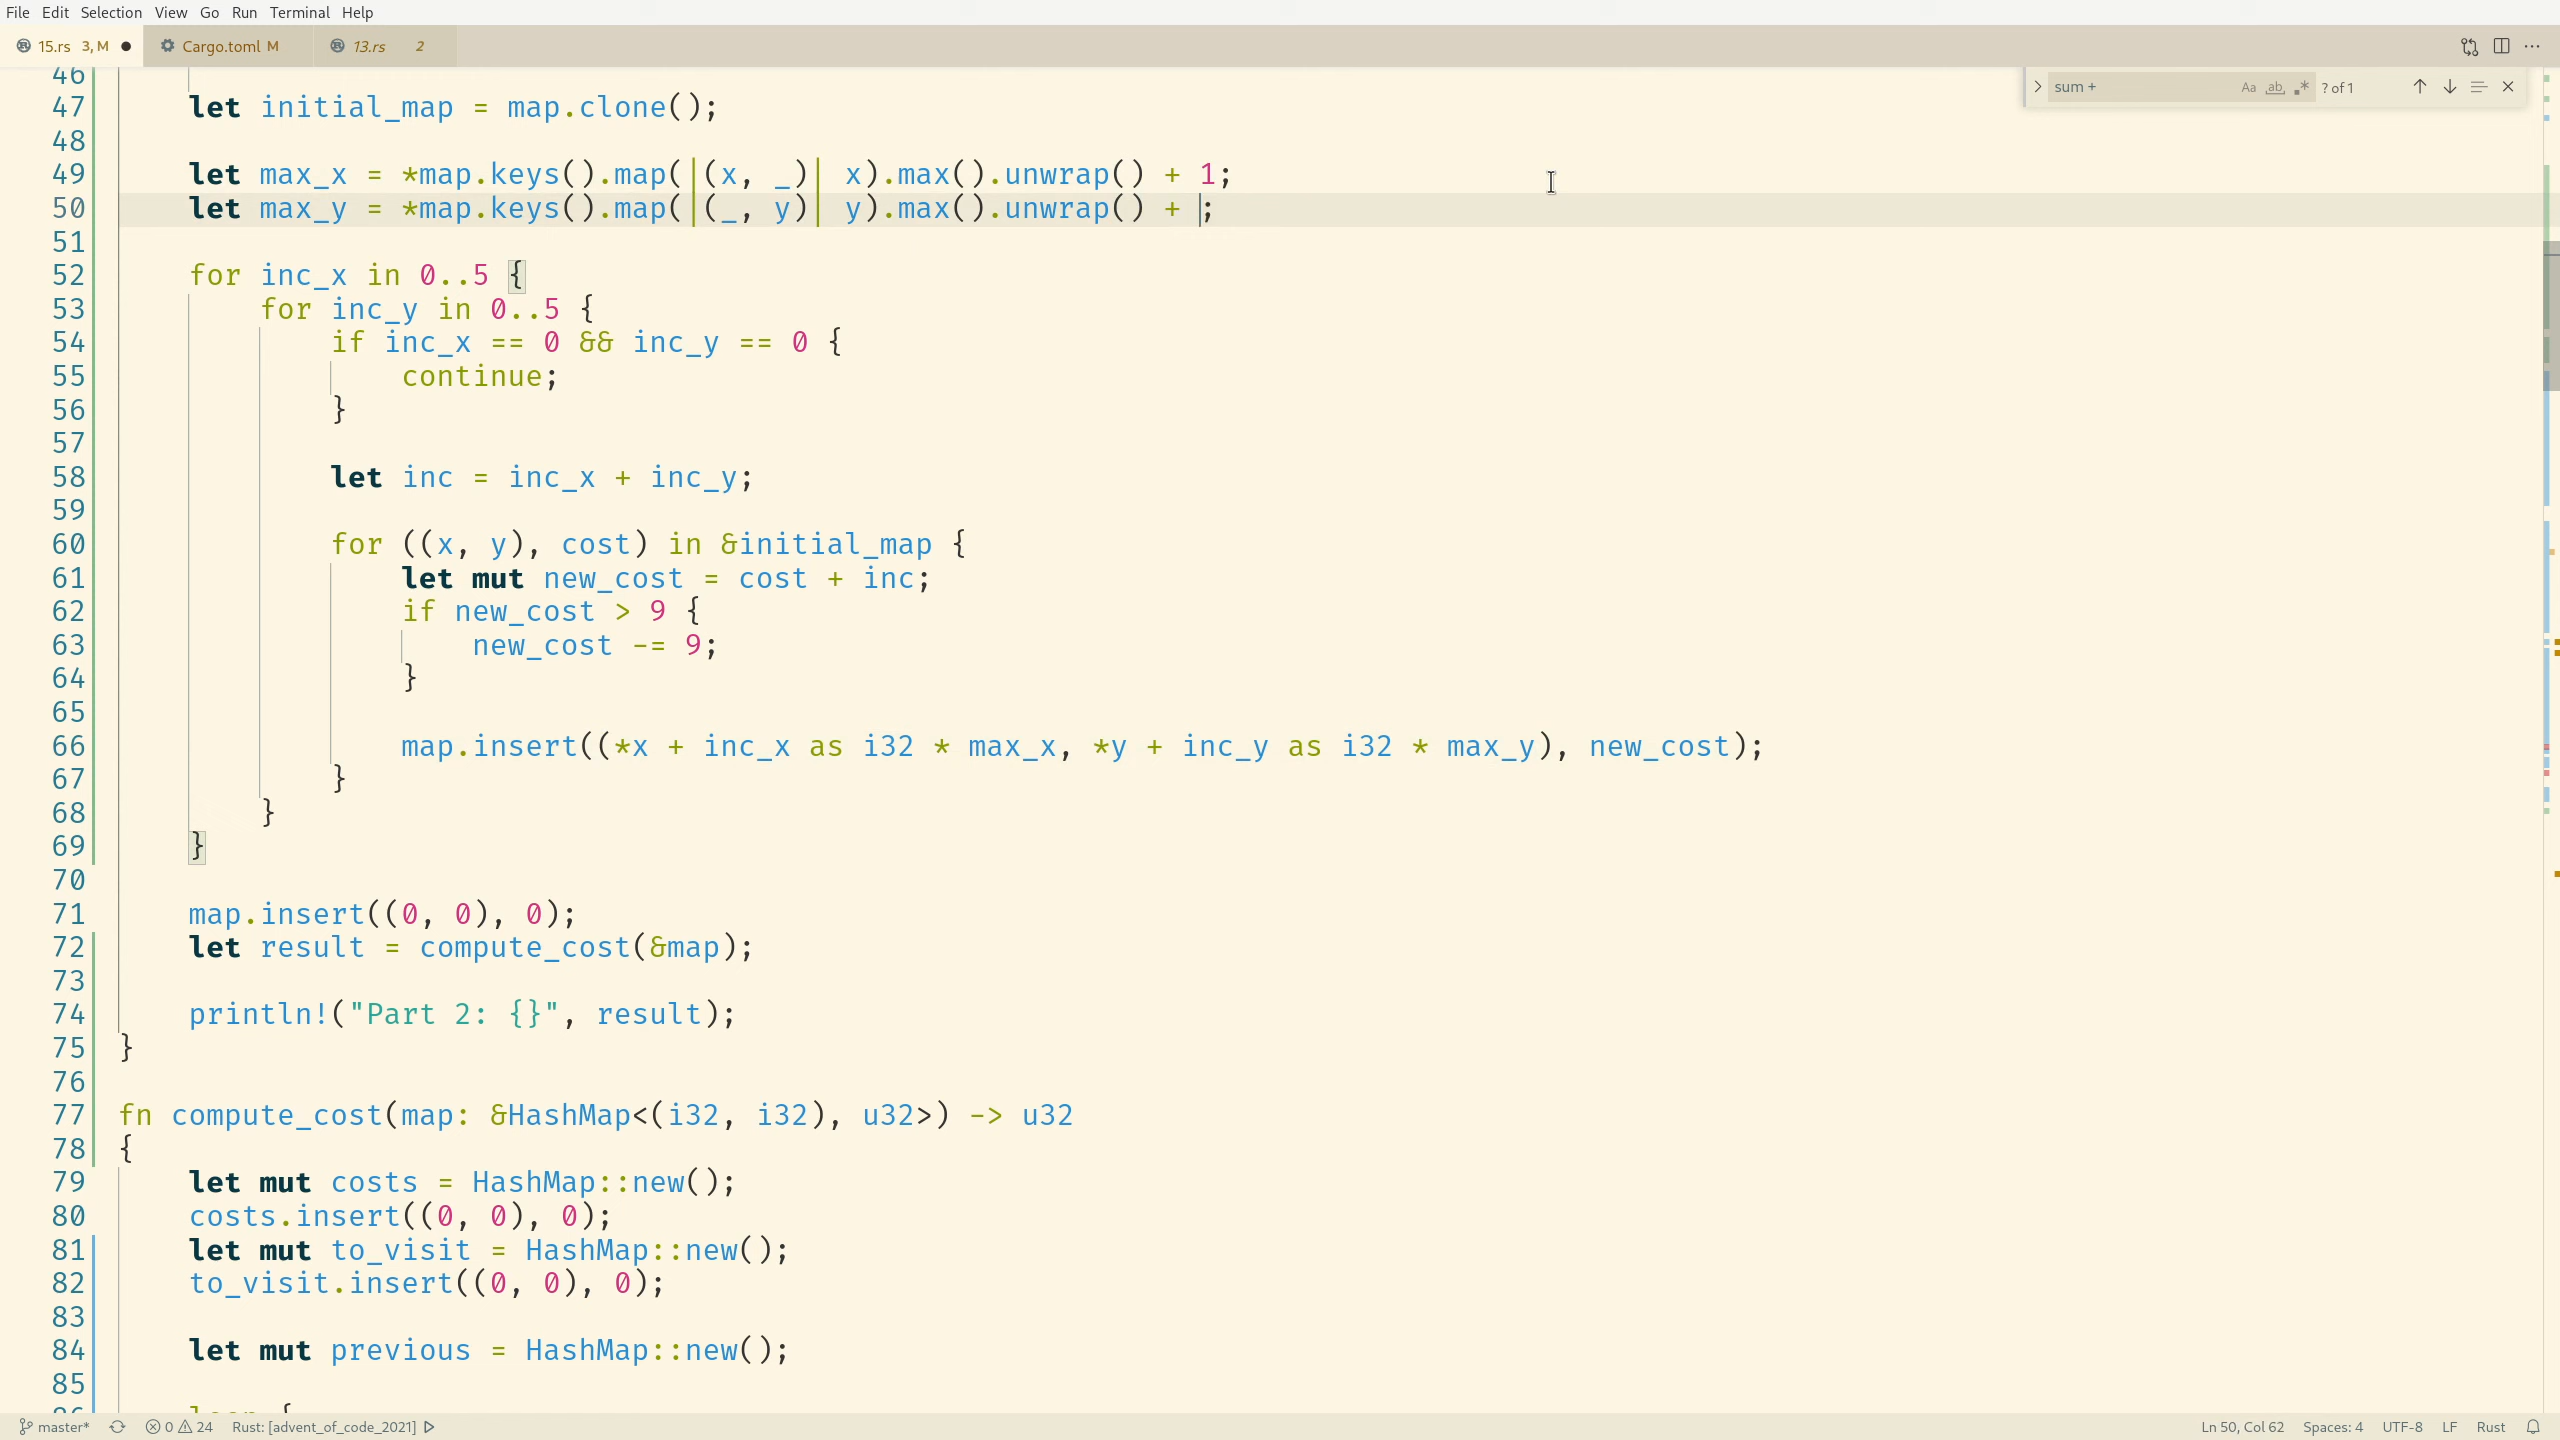 File Edit Selection View Go Run Terminal Help
15.rs 3, M ● Cargo.toml M 13.rs 2
sum + Aa ab .* ? of 1
46
47 let initial_map = map.clone();
48
49 let max_x = *map.keys().map(|(x, _)| x).max().unwrap() + 1;
50 let max_y = *map.keys().map(|(_, y)| y).max().unwrap() + ;
51
52 for inc_x in 0..5 {
53 for inc_y in 0..5 {
54 if inc_x == 0 && inc_y == 0 {
55 continue;
56 }
57
58 let inc = inc_x + inc_y;
59
60 for ((x, y), cost) in &initial_map {
61 let mut new_cost = cost + inc;
62 if new_cost > 9 {
63 new_cost -= 9;
64 }
65
66 map.insert((*x + inc_x as i32 * max_x, *y + inc_y as i32 * max_y), new_cost);
67 }
68 }
69 }
70
71 map.insert((0, 0), 0);
72 let result = compute_cost(&map);
73
74 println!("Part 2: {}", result);
75 }
76
77 fn compute_cost(map: &HashMap<(i32, i32), u32>) -> u32
78 {
79 let mut costs = HashMap::new();
80 costs.insert((0, 0), 0);
81 let mut to_visit = HashMap::new();
82 to_visit.insert((0, 0), 0);
83
84 let mut previous = HashMap::new();
85
86 loop {
master* 0 24 Rust: [advent_of_code_2021] Ln 50, Col 62 Spaces: 4 UTF-8 LF Rust